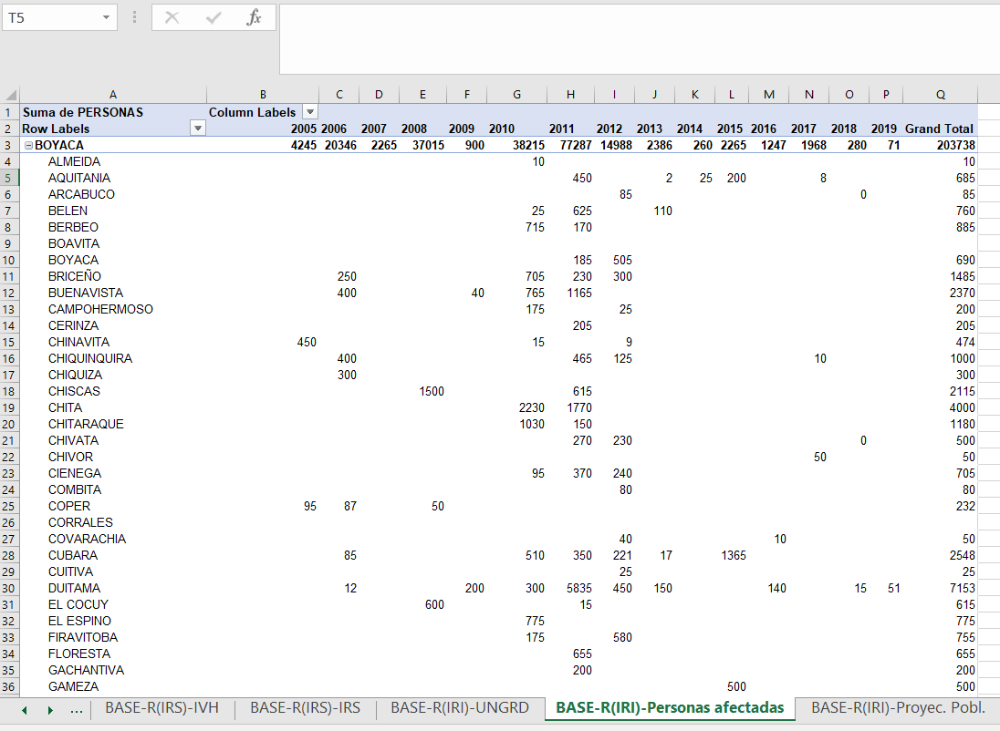 T5 fx
A B C D E F G H I J K L M N O P Q
1 Suma de PERSONAS Column Labels
2 Row Labels 2005 2006 2007 2008 2009 2010 2011 2012 2013 2014 2015 2016 2017 2018 2019 Grand Total
3 BOYACA 4245 20346 2265 37015 900 38215 77287 14988 2386 260 2265 1247 1968 280 71 203738
4 ALMEIDA 10 10
5 AQUITANIA 450 2 25 200 8 685
6 ARCABUCO 85 0 85
7 BELEN 25 625 110 760
8 BERBEO 715 170 885
9 BOAVITA
10 BOYACA 185 505 690
11 BRICEÑO 250 705 230 300 1485
12 BUENAVISTA 400 40 765 1165 2370
13 CAMPOHERMOSO 175 25 200
14 CERINZA 205 205
15 CHINAVITA 450 15 9 474
16 CHIQUINQUIRA 400 465 125 10 1000
17 CHIQUIZA 300 300
18 CHISCAS 1500 615 2115
19 CHITA 2230 1770 4000
20 CHITARAQUE 1030 150 1180
21 CHIVATA 270 230 0 500
22 CHIVOR 50 50
23 CIENEGA 95 370 240 705
24 COMBITA 80 80
25 COPER 95 87 50 232
26 CORRALES
27 COVARACHIA 40 10 50
28 CUBARA 85 510 350 221 17 1365 2548
29 CUITIVA 25 25
30 DUITAMA 12 200 300 5835 450 150 140 15 51 7153
31 EL COCUY 600 15 615
32 EL ESPINO 775 775
33 FIRAVITOBA 175 580 755
34 FLORESTA 655 655
35 GACHANTIVA 200 200
36 GAMEZA 500 500
... BASE-R(IRS)-IVH BASE-R(IRS)-IRS BASE-R(IRI)-UNGRD BASE-R(IRI)-Personas afectadas BASE-R(IRI)-Proyec. Pobl.